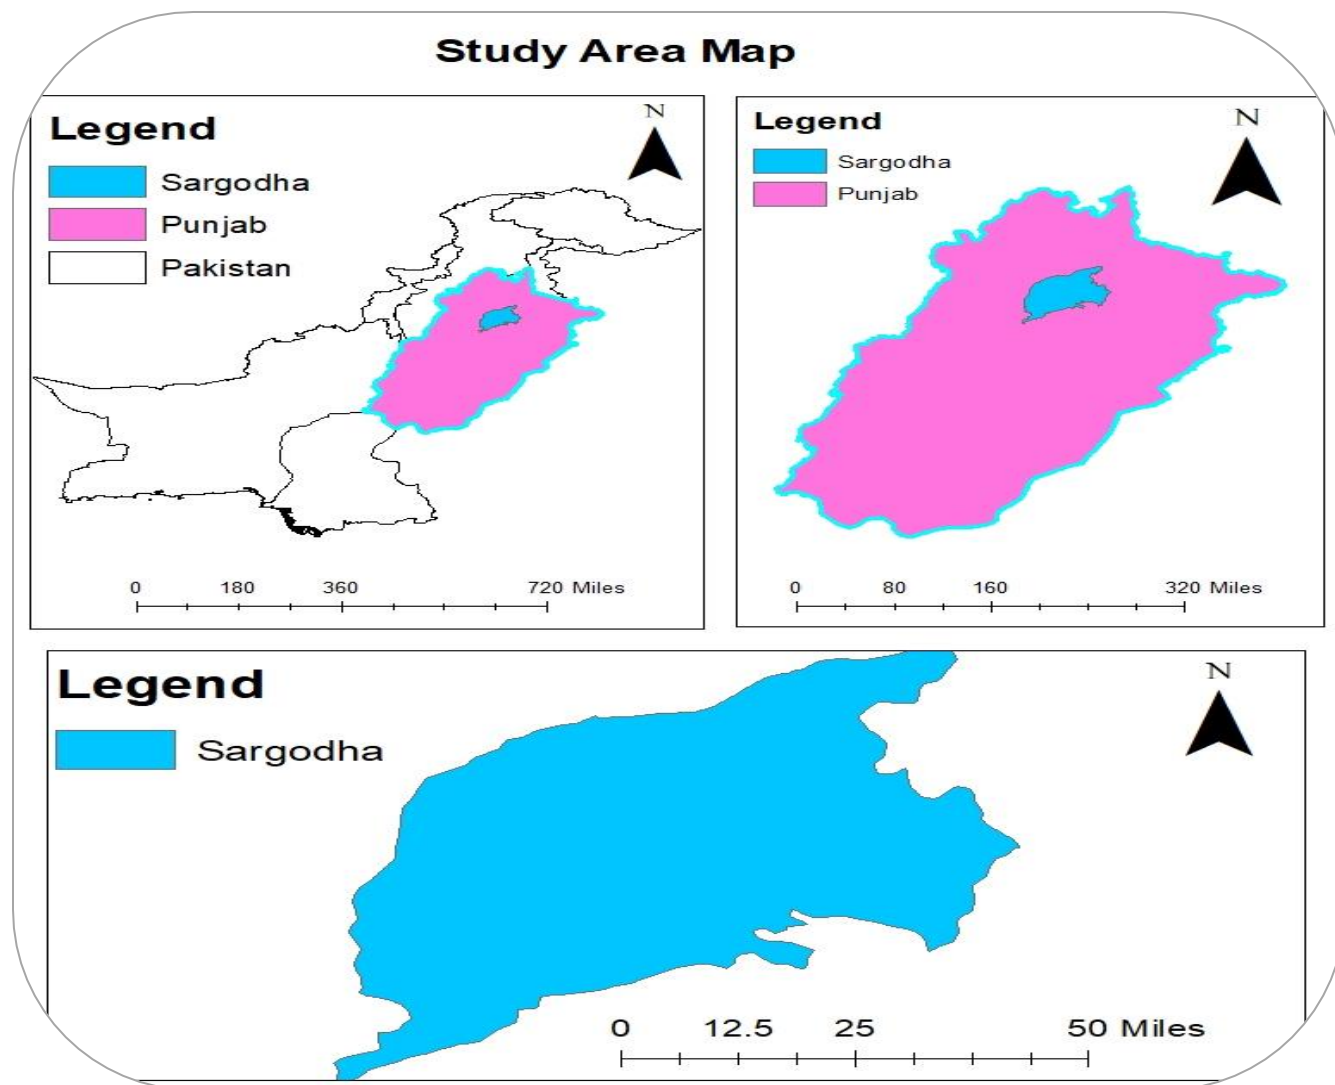 Study Area Map
N
Legend
Sargodha
Punjab
Pakistan
0 180 360 720 Miles
N
Legend
Sargodha
Punjab
0 80 160 320 Miles
N
Legend
Sargodha
0 12.5 25 50 Miles